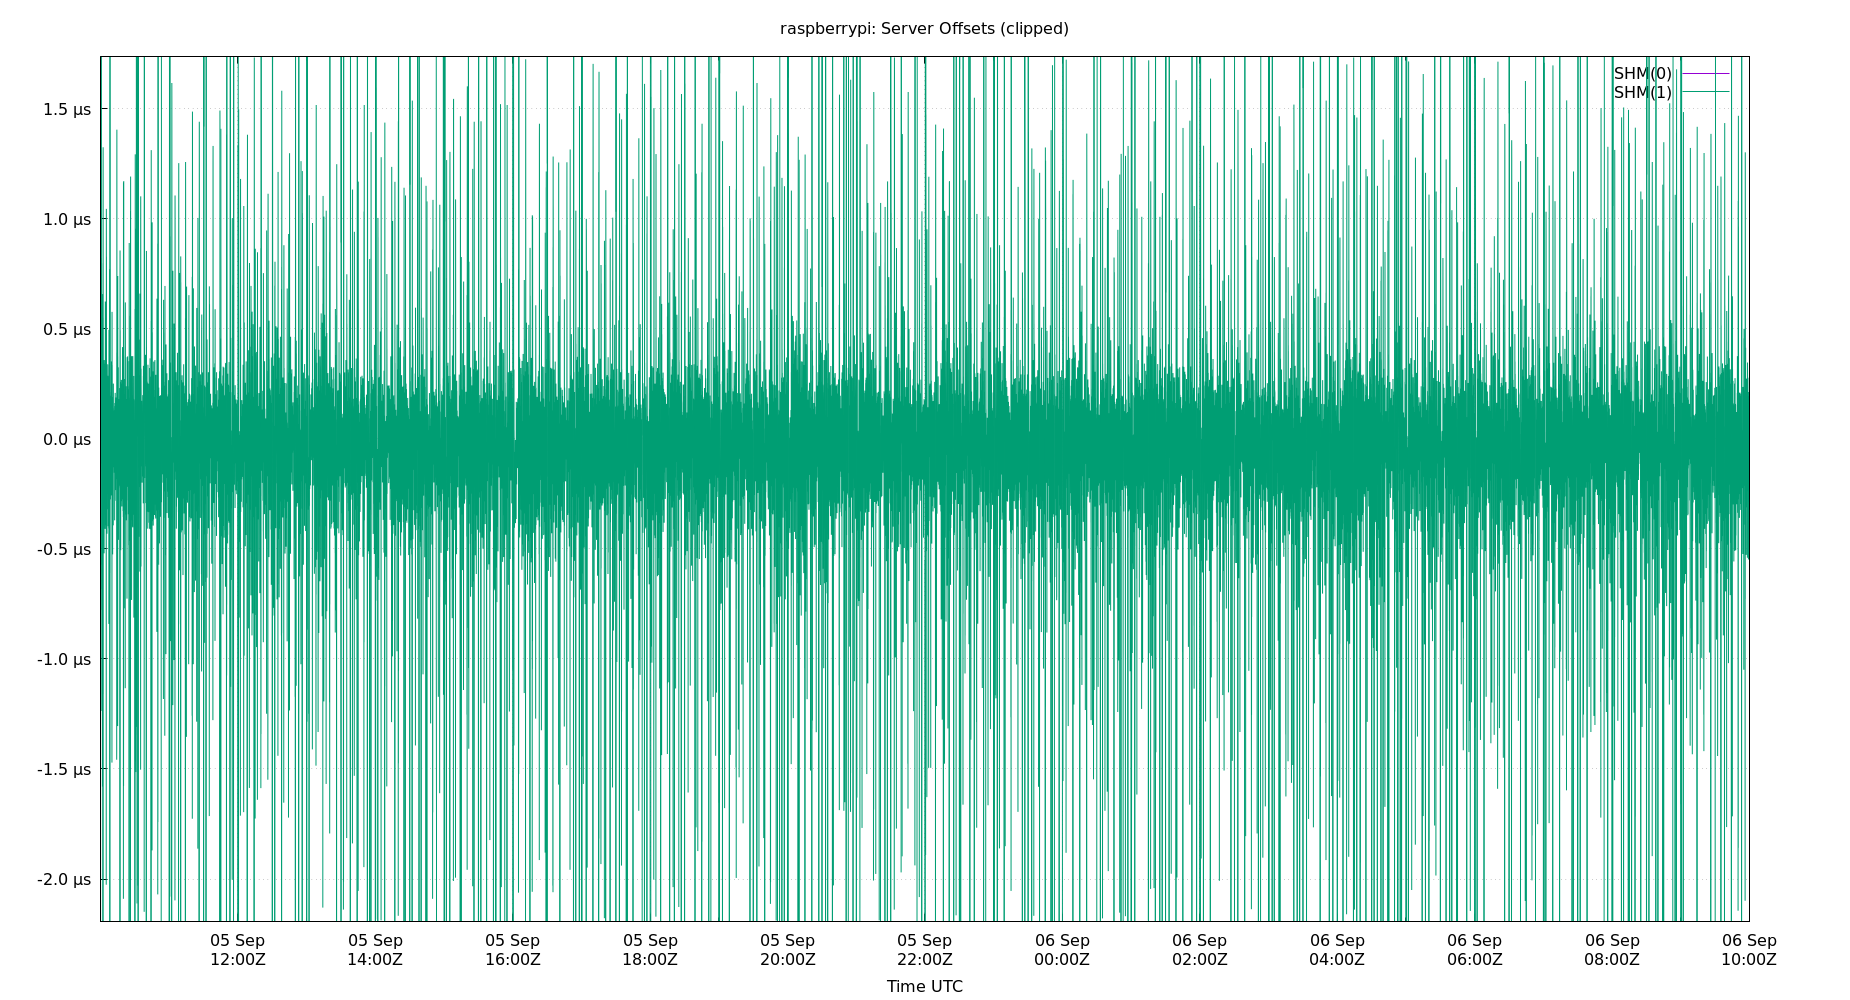 raspberrypi: Server Offsets (clipped)
SHM(0)
SHM(1)
1.5 µs
1.0 µs
0.5 µs
0.0 µs
-0.5 µs
-1.0 µs
-1.5 µs
-2.0 µs
05 Sep 05 Sep 05 Sep 05 Sep 05 Sep 05 Sep 06 Sep 06 Sep 06 Sep 06 Sep 06 Sep 06 Sep
12:00Z 14:00Z 16:00Z 18:00Z 20:00Z 22:00Z 00:00Z 02:00Z 04:00Z 06:00Z 08:00Z 10:00Z
Time UTC